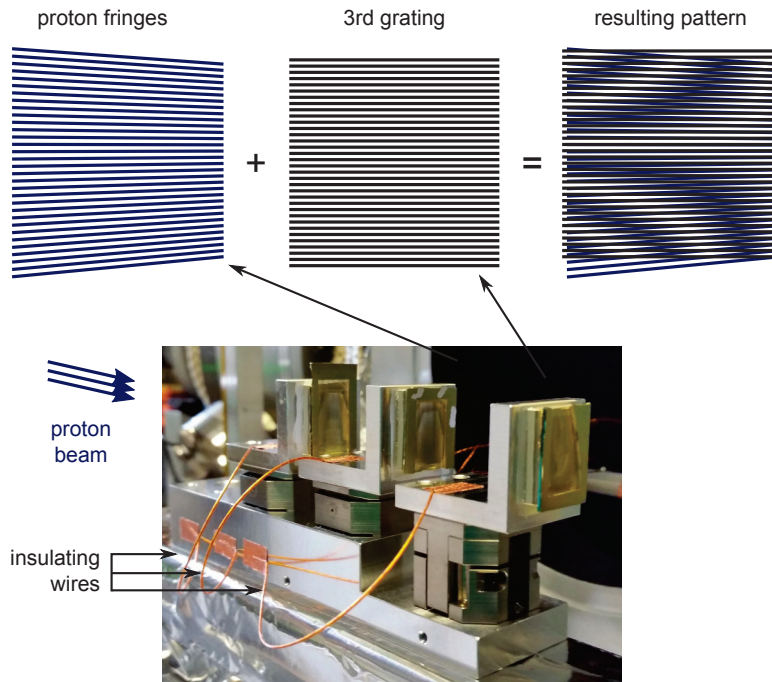 proton fringes
3rd grating
resulting pattern
+
=
proton
beam
insulating
wires